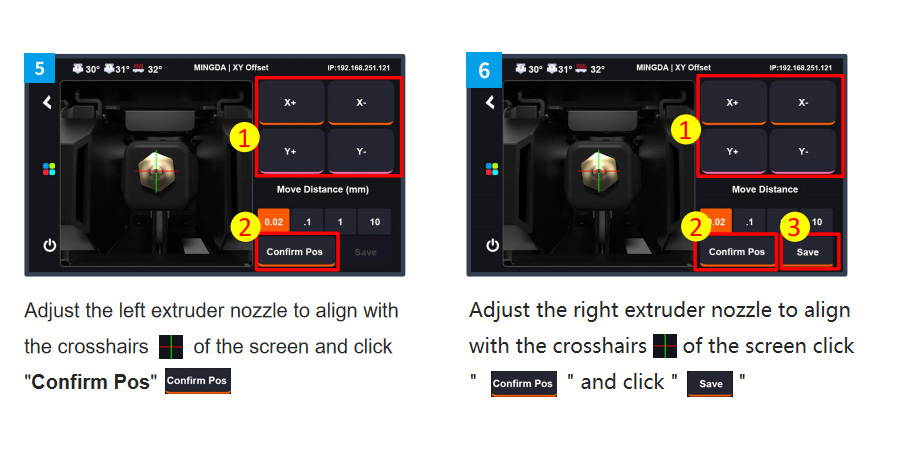 5
30° 31° 32° MINGDA | XY Offset IP:192.168.251.121
X+ X-
1
Y+ Y-
Move Distance (mm)
2
0.02 .1 1 10
Confirm Pos Save
Adjust the left extruder nozzle to align with
the crosshairs of the screen and click
"Confirm Pos" Confirm Pos
6
30° 31° 32° MINGDA | XY Offset IP:192.168.251.121
X+ X-
1
Y+ Y-
Move Distance
2 3
.02 .1 10
Confirm Pos Save
Adjust the right extruder nozzle to align
with the crosshairs of the screen click
" Confirm Pos " and click " Save "